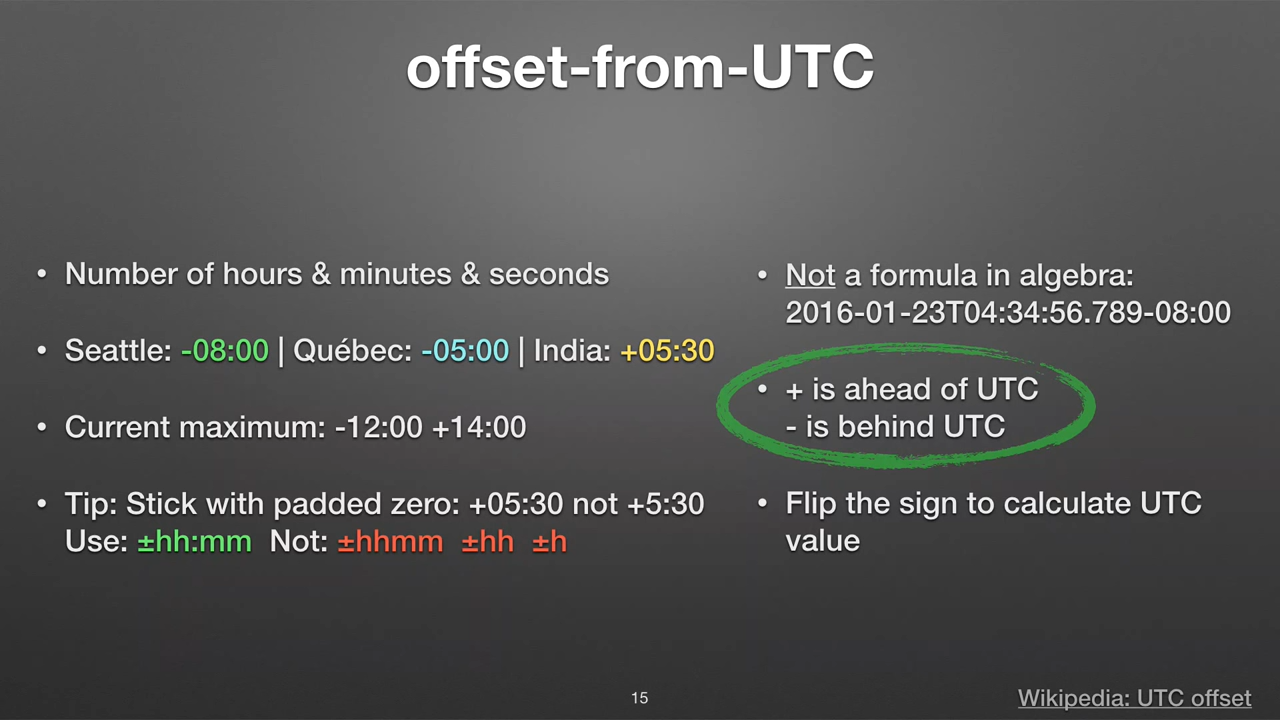 offset-from-UTC
• Number of hours & minutes & seconds
• Seattle: -08:00 | Québec: -05:00 | India: +05:30
• Current maximum: -12:00 +14:00
• Tip: Stick with padded zero: +05:30 not +5:30
Use: ±hh:mm Not: ±hhmm ±hh ±h
• Not a formula in algebra:
2016-01-23T04:34:56.789-08:00
• + is ahead of UTC
- is behind UTC
• Flip the sign to calculate UTC
value
15
Wikipedia: UTC offset